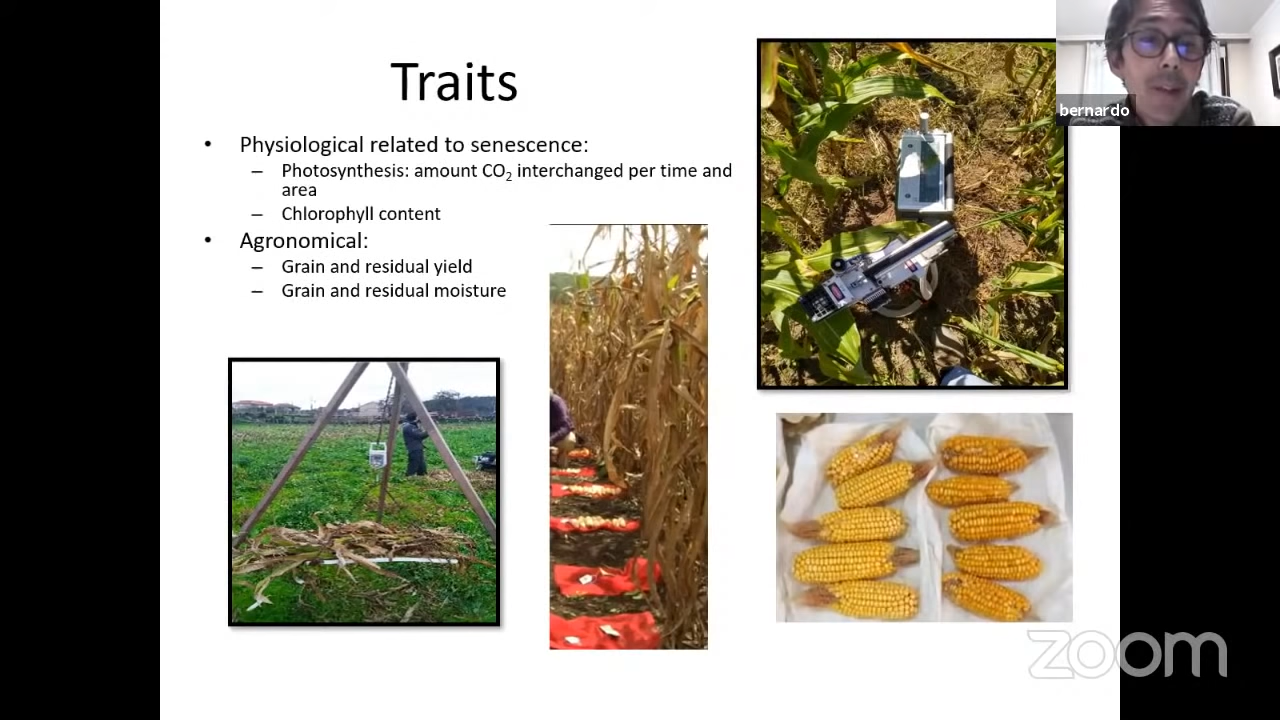 Traits
• Physiological related to senescence:
– Photosynthesis: amount CO₂ interchanged per time and
area
– Chlorophyll content
• Agronomical:
– Grain and residual yield
– Grain and residual moisture
bernardo
zoom